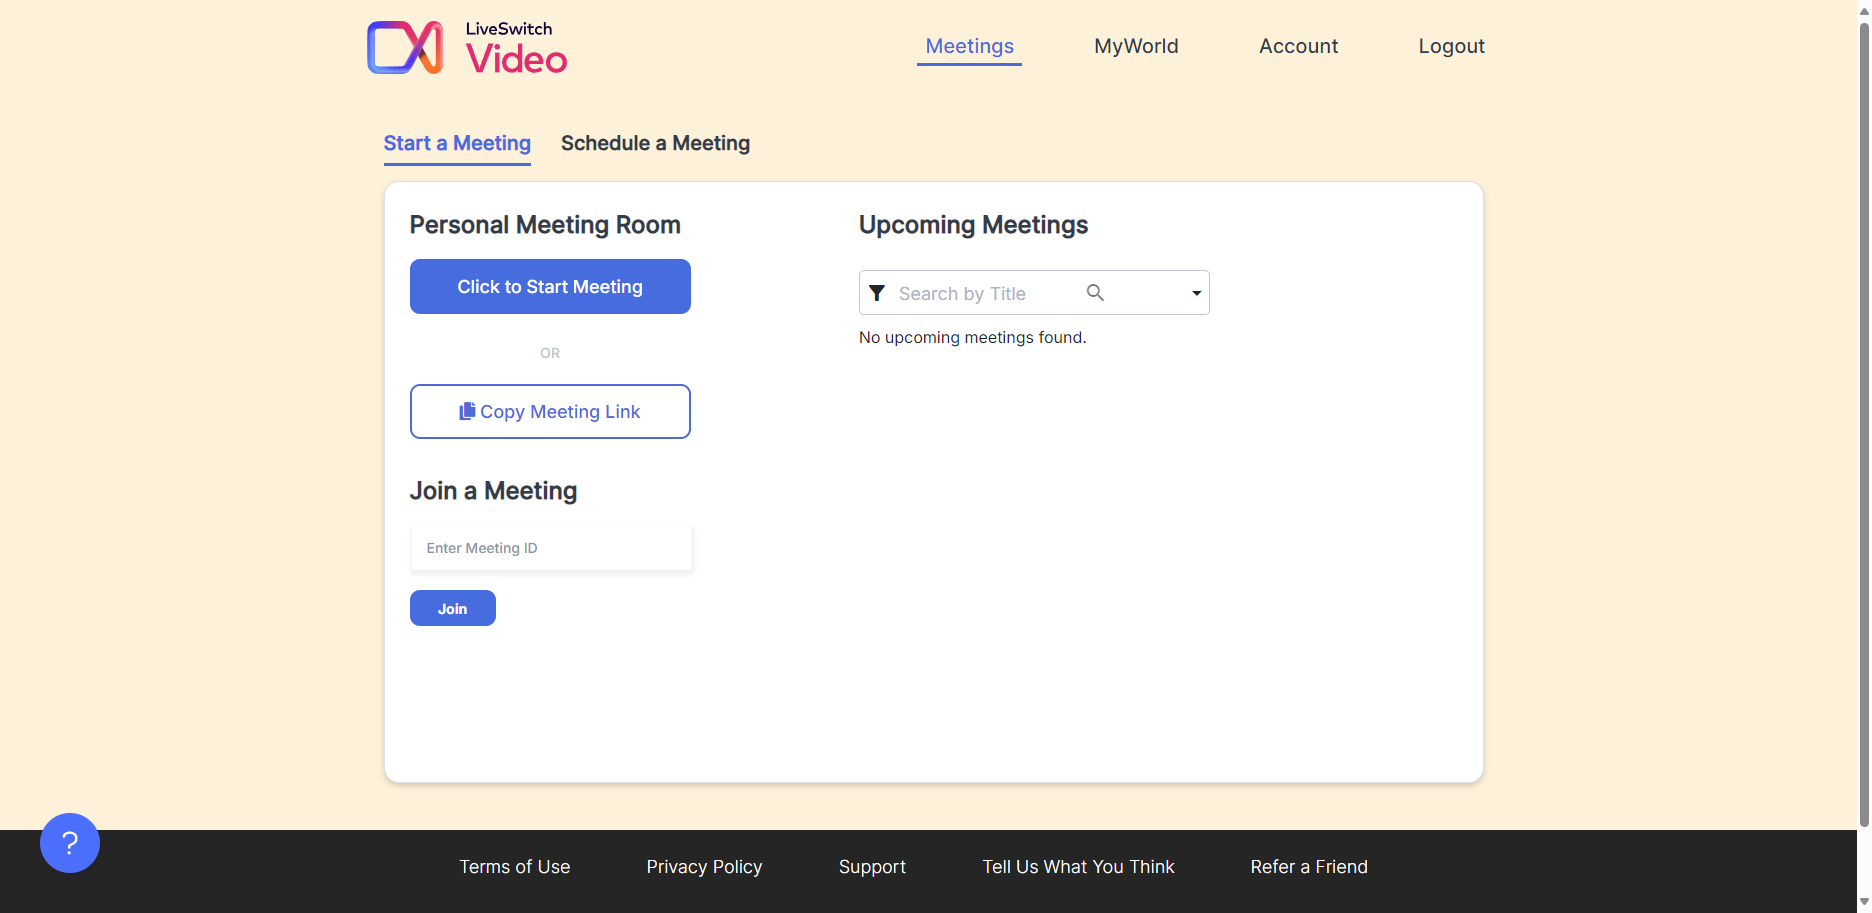 LiveSwitch
Video
Meetings
MyWorld
Account
Logout
Start a Meeting
Schedule a Meeting
Personal Meeting Room
Click to Start Meeting
OR
Copy Meeting Link
Join a Meeting
Enter Meeting ID
Join
Upcoming Meetings
Search by Title
No upcoming meetings found.
?
Terms of Use
Privacy Policy
Support
Tell Us What You Think
Refer a Friend